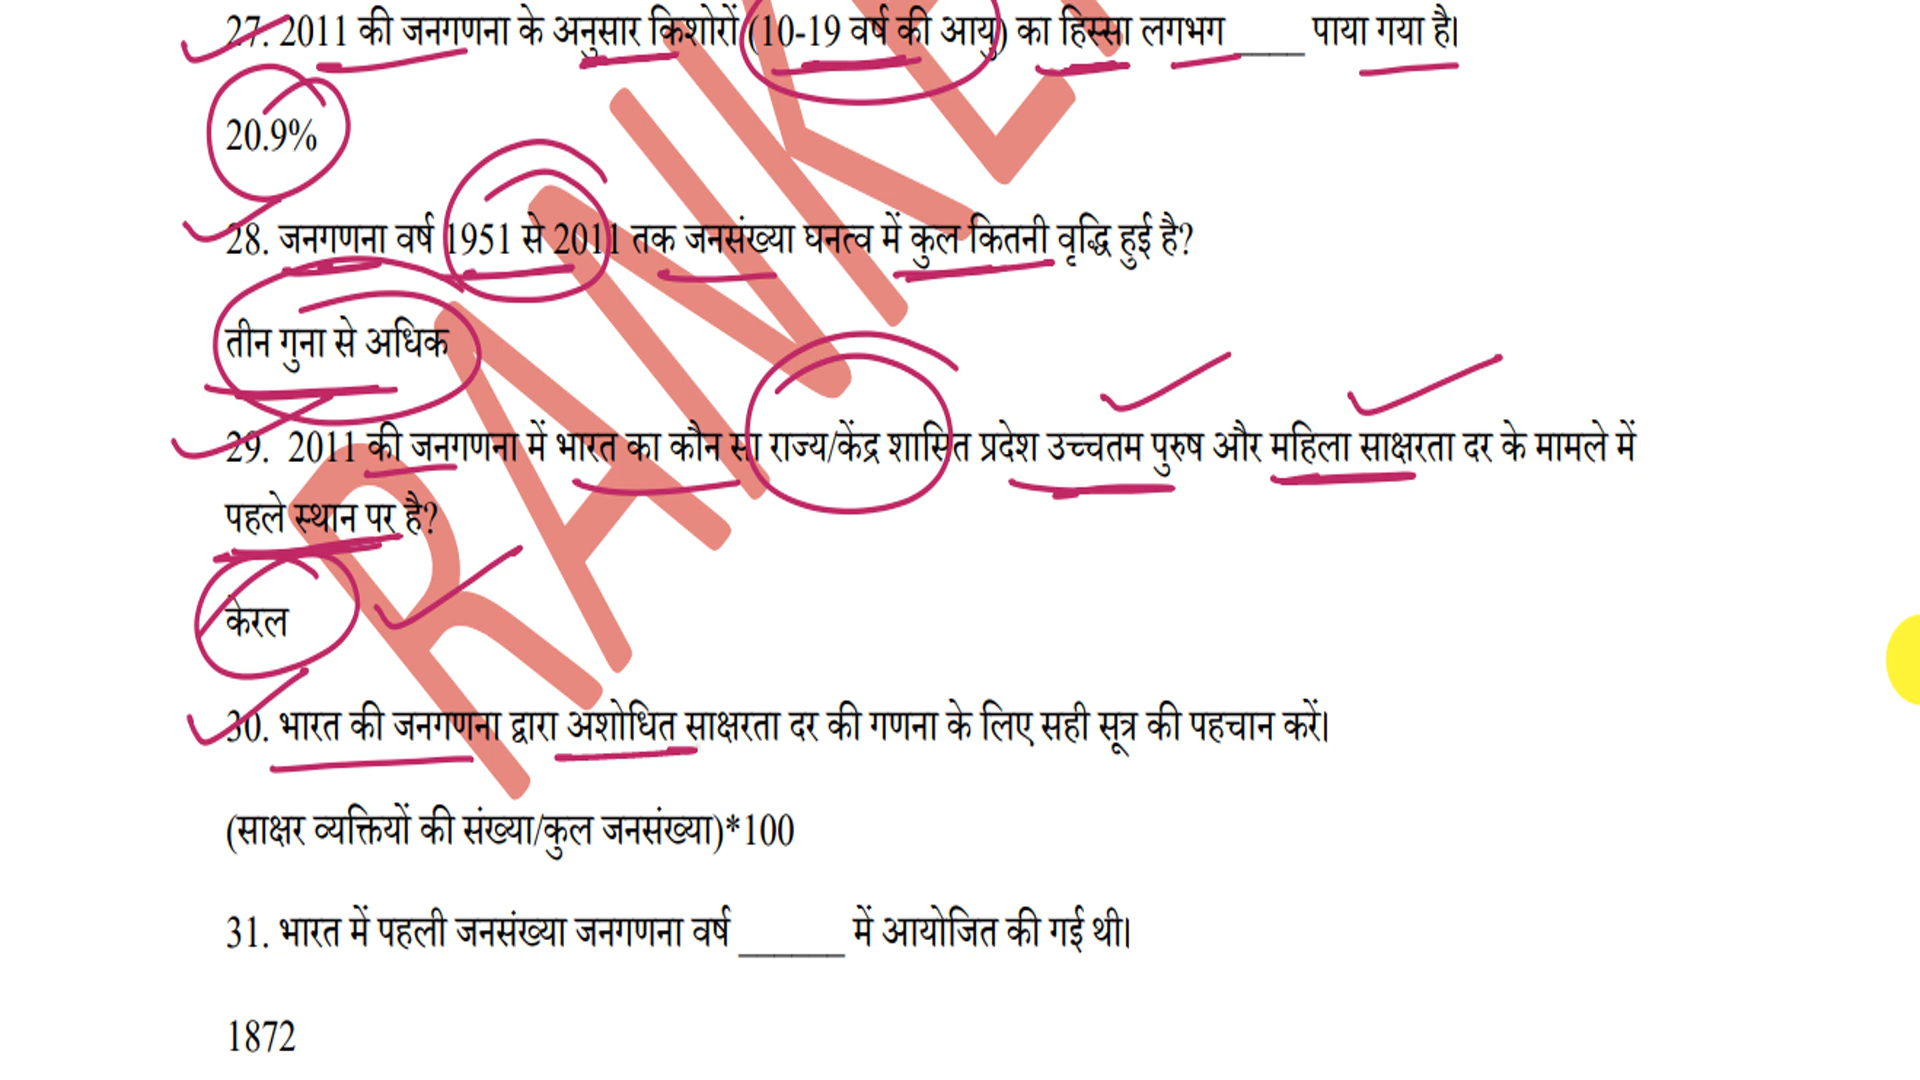 27. 2011 की जनगणना के अनुसार किशोरों (10-19 वर्ष की आयु) का हिस्सा लगभग ____ पाया गया है।
20.9%
28. जनगणना वर्ष 1951 से 2011 तक जनसंख्या घनत्व में कुल कितनी वृद्धि हुई है?
तीन गुना से अधिक
29. 2011 की जनगणना में भारत का कौन सा राज्य/केंद्र शासित प्रदेश उच्चतम पुरुष और महिला साक्षरता दर के मामले में
पहले स्थान पर है?
केरल
30. भारत की जनगणना द्वारा अशोधित साक्षरता दर की गणना के लिए सही सूत्र की पहचान करें।
(साक्षर व्यक्तियों की संख्या/कुल जनसंख्या)*100
31. भारत में पहली जनसंख्या जनगणना वर्ष ______ में आयोजित की गई थी।
1872